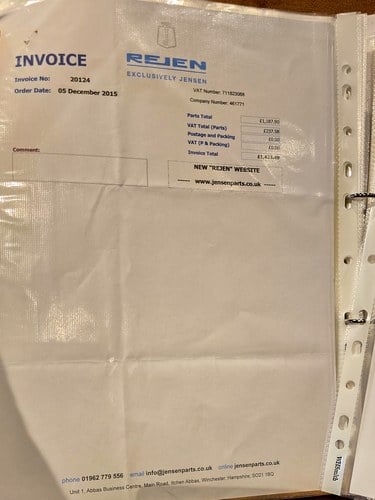 INVOICE
REJEN
EXCLUSIVELY JENSEN
Invoice No: 20124
Order Date: 05 December 2015
VAT Number: 711623089
Company Number: 461771
Parts Total £1,187.90
VAT Total (Parts) £237.58
Postage and Packing £0.00
VAT (P & Packing) £0.00
Invoice Total
Comment:
NEW "REJEN" WEBSITE
----- www.jensenparts.co.uk -----
phone 01962 779 556 email info@jensenparts.co.uk online jensenparts.co.uk
Unit 1, Abbas Business Centre, Main Road, Itchen Abbas, Winchester, Hampshire, SO21 1BQ